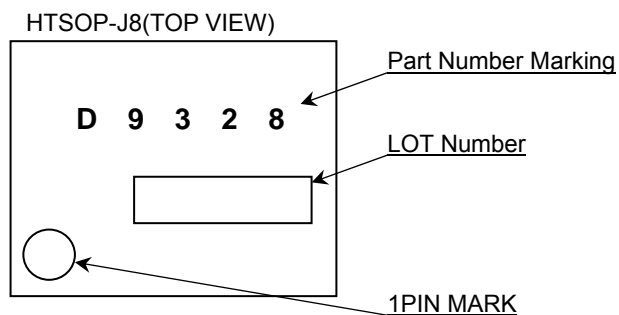 HTSOP-J8(TOP VIEW)
Part Number Marking
D 9 3 2 8
LOT Number
1PIN MARK